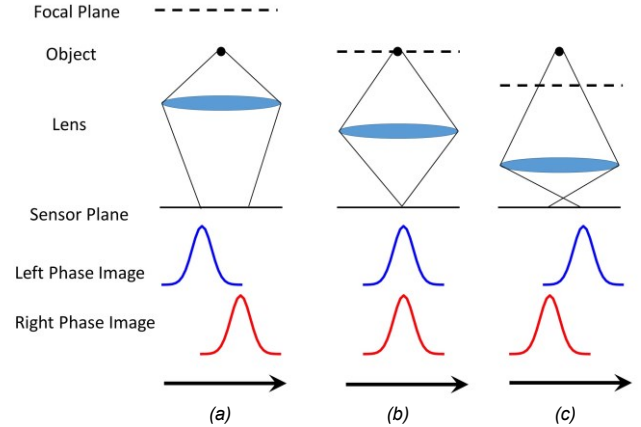 Focal Plane
Object
Lens
Sensor Plane
Left Phase Image
Right Phase Image
(a) (b) (c)